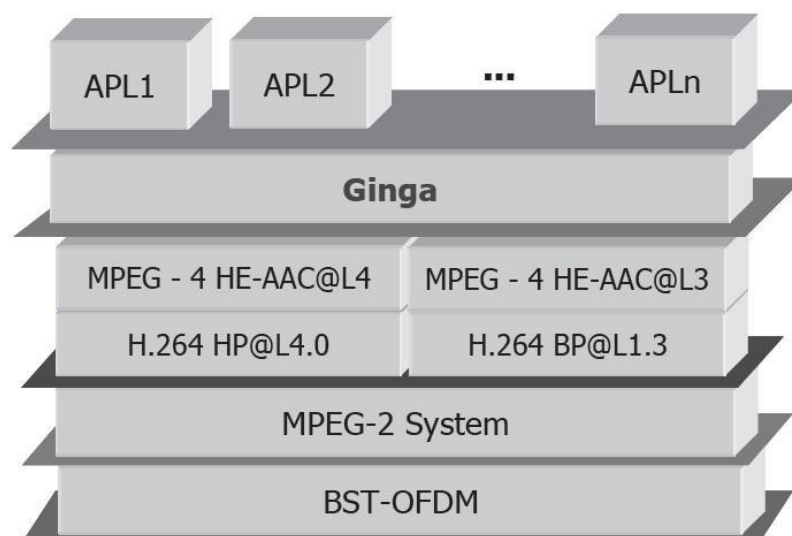 APL1
APL2
...
APLn
Ginga
MPEG - 4 HE-AAC@L4
MPEG - 4 HE-AAC@L3
H.264 HP@L4.0
H.264 BP@L1.3
MPEG-2 System
BST-OFDM